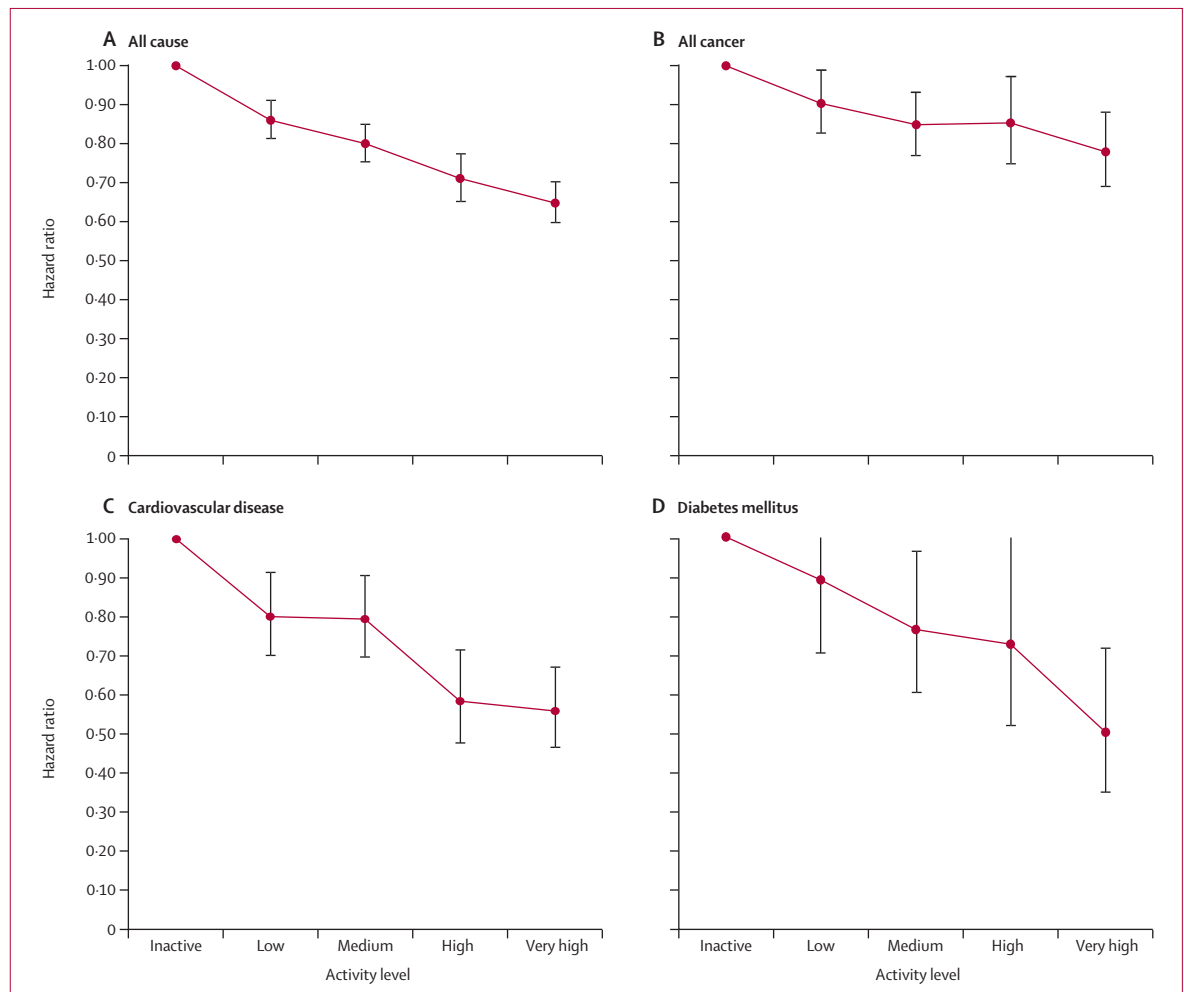 A All cause
1·00
0·90
0·80
0·70
0·60
0·50
0·40
0·30
0·20
0·10
0
Hazard ratio
B All cancer
C Cardiovascular disease
1·00
0·90
0·80
0·70
0·60
0·50
0·40
0·30
0·20
0·10
0
Hazard ratio
Inactive Low Medium High Very high
Activity level
D Diabetes mellitus
Inactive Low Medium High Very high
Activity level